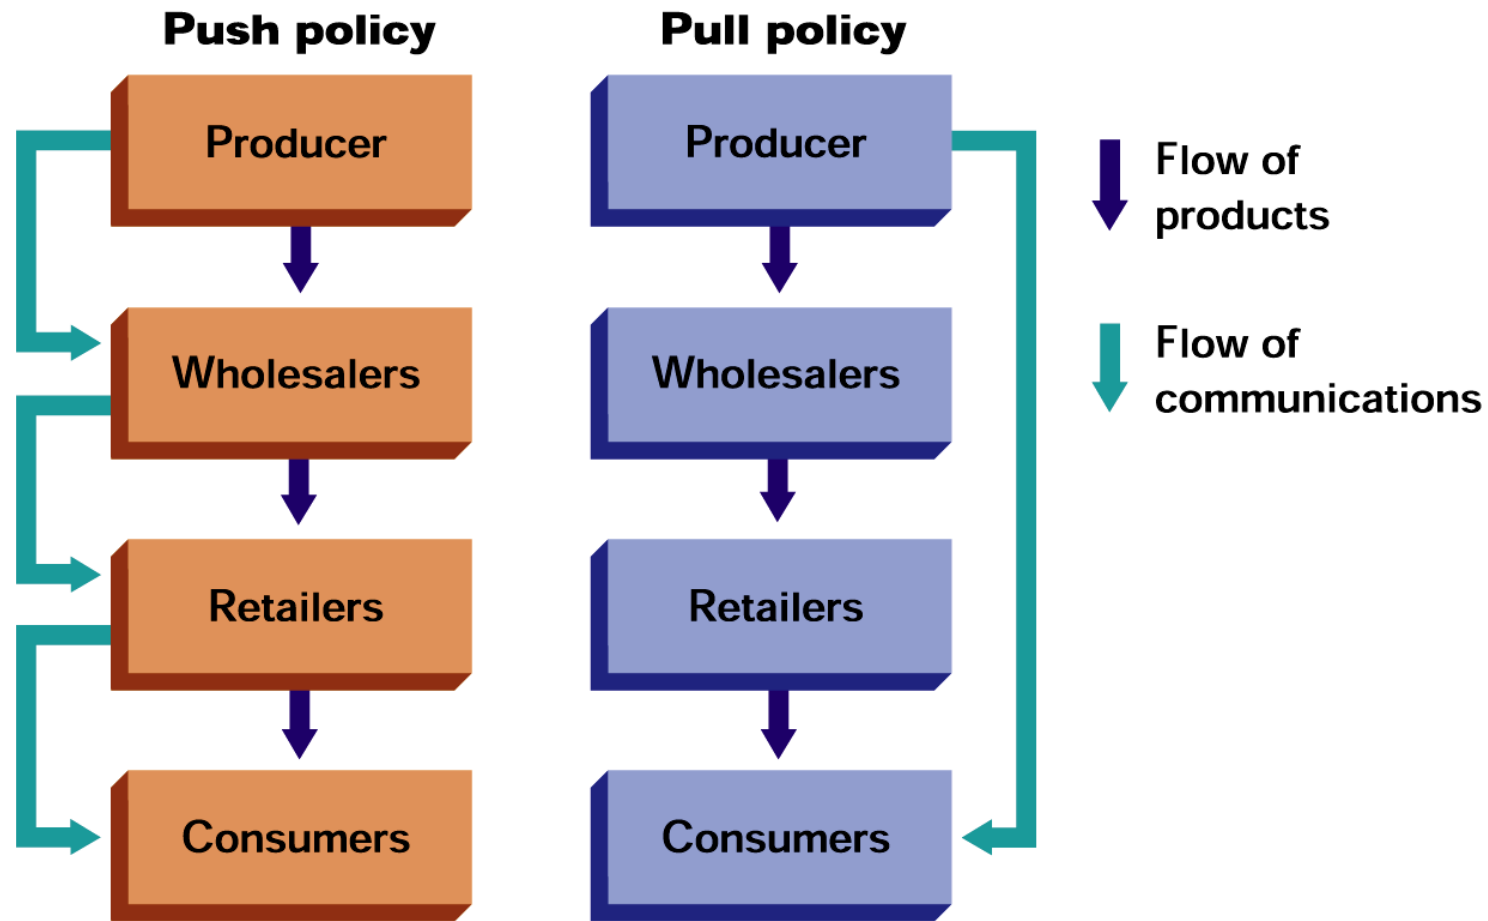 Push policy
Producer
Wholesalers
Retailers
Consumers
Pull policy
Producer
Wholesalers
Retailers
Consumers
Flow of
products
Flow of
communications